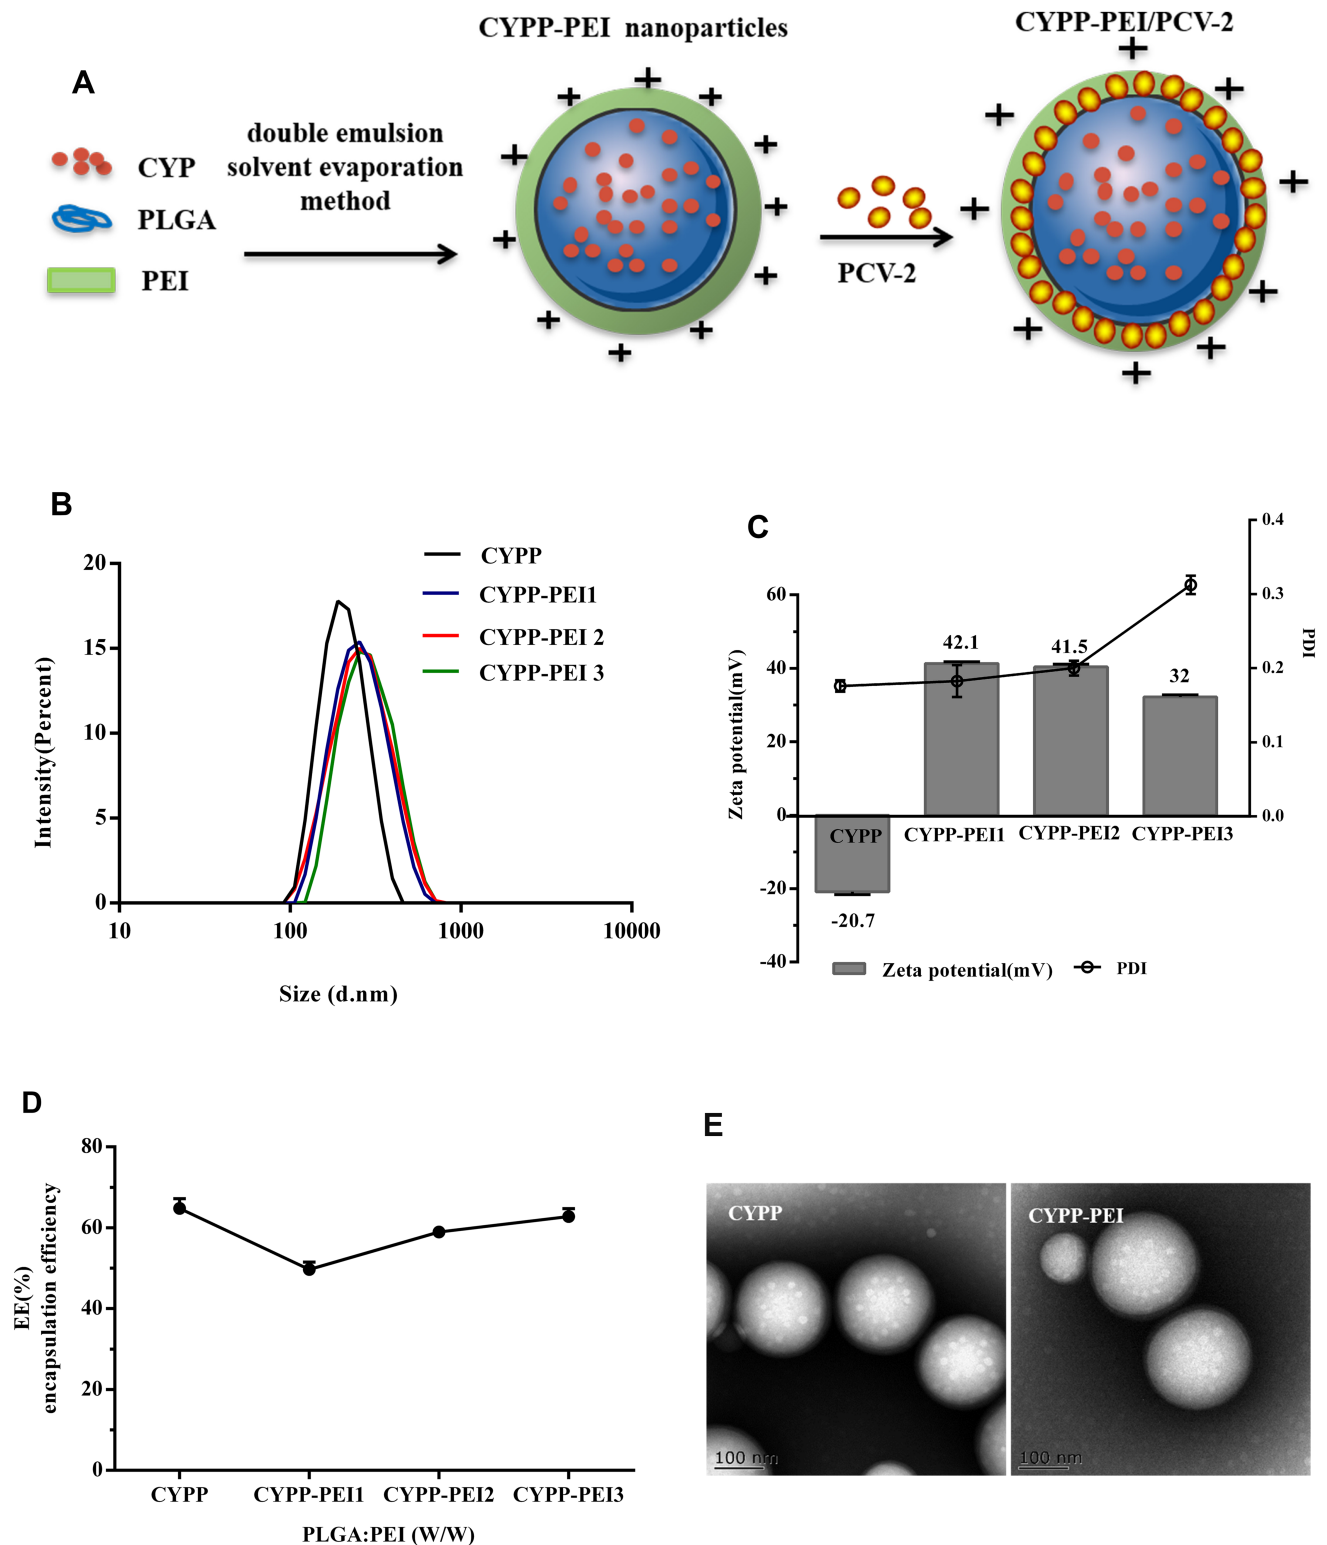 A
CYPP-PEI nanoparticles
CYPP-PEI/PCV-2
CYP
PLGA
PEI
double emulsion
solvent evaporation
method
PCV-2
B
20
15
10
5
0
10
100
1000
10000
Intensity(Percent)
Size (d.nm)
CYPP
CYPP-PEI1
CYPP-PEI 2
CYPP-PEI 3
C
60
40
20
0
-20
-40
Zeta potential(mV)
0.4
0.3
0.2
0.1
0.0
PDI
42.1
41.5
32
-20.7
CYPP
CYPP-PEI1
CYPP-PEI2
CYPP-PEI3
Zeta potential(mV)
PDI
D
80
60
40
20
0
EE(%)
encapsulation efficiency
CYPP
CYPP-PEI1
CYPP-PEI2
CYPP-PEI3
PLGA:PEI (W/W)
E
CYPP
100 nm
CYPP-PEI
100 nm